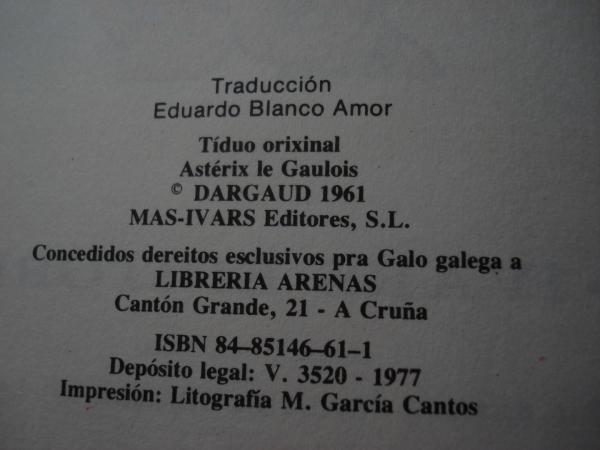 Traducción
Eduardo Blanco Amor
Tíduo orixinal
Astérix le Gaulois
© DARGAUD 1961
MAS-IVARS Editores, S.L.
Concedidos dereitos esclusivos pra Galo galega a
LIBRERIA ARENAS
Cantón Grande, 21 - A Cruña
ISBN 84-85146-61-1
Depósito legal: V. 3520 - 1977
Impresión: Litografía M. García Cantos